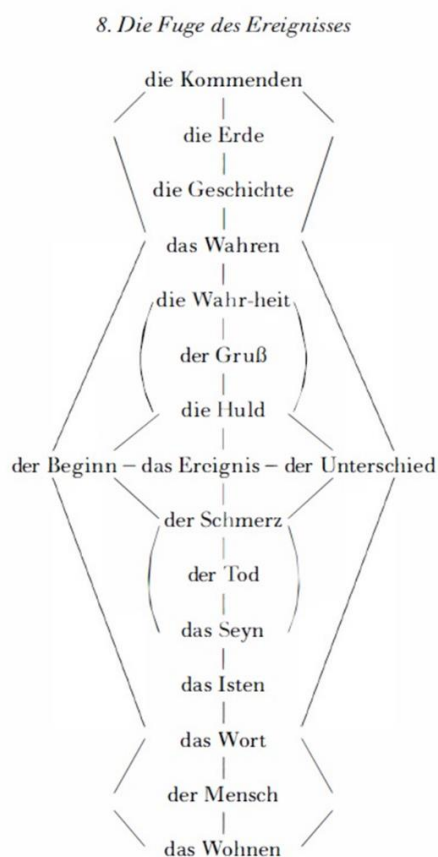 8. Die Fuge des Ereignisses
die Kommenden
die Erde
die Geschichte
das Wahren
die Wahr-heit
der Gruß
die Huld
der Beginn – das Ereignis – der Unterschied
der Schmerz
der Tod
das Seyn
das Isten
das Wort
der Mensch
das Wohnen